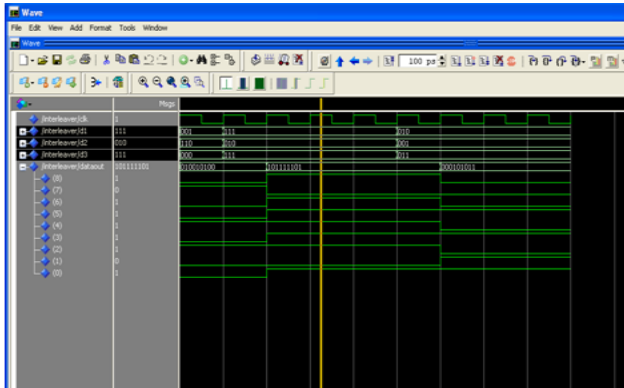 Wave
File Edit View Add Format Tools Window
Wave
100 ps
Msgs
/interleaver/clk 1
/interleaver/d1 111 001 111 010
/interleaver/d2 010 110 010 001
/interleaver/d3 111 000 111 011
/interleaver/dataout 101111101 010010100 101111101 000101011
(8) 1
(7) 0
(6) 1
(5) 1
(4) 1
(3) 1
(2) 1
(1) 0
(0) 1